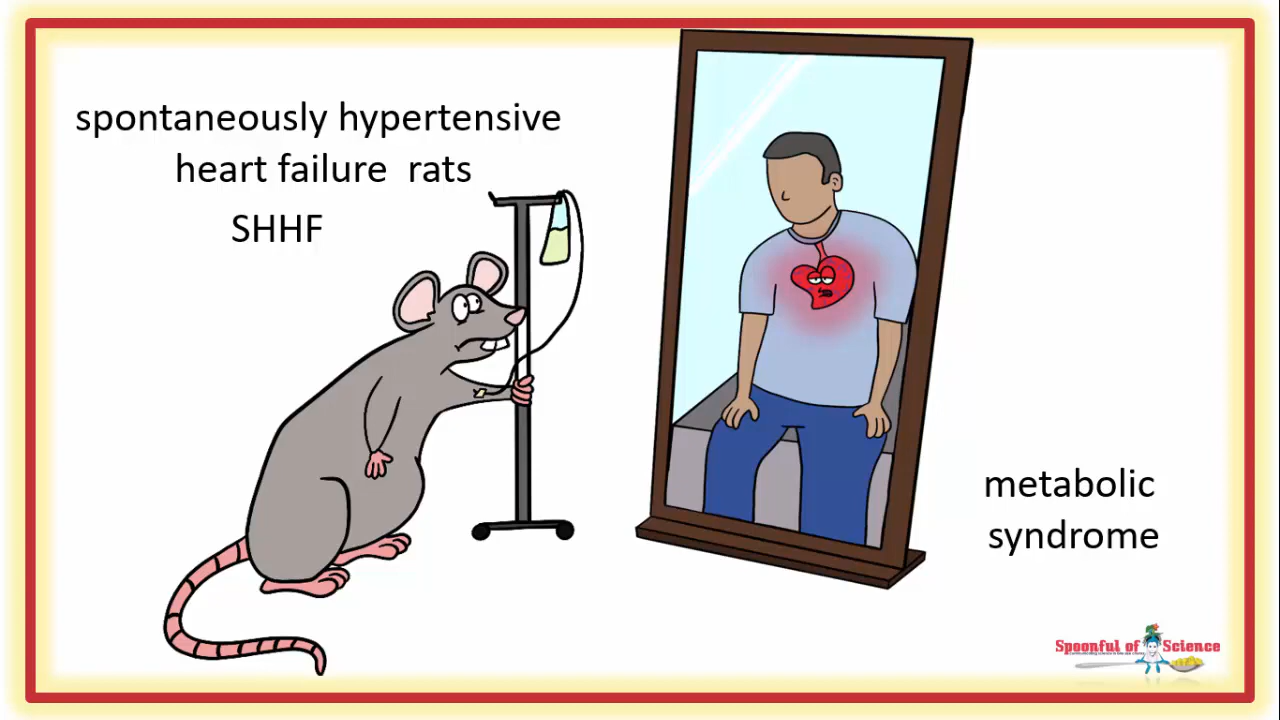 spontaneously hypertensive
heart failure rats
SHHF
metabolic
syndrome
Spoonful of Science